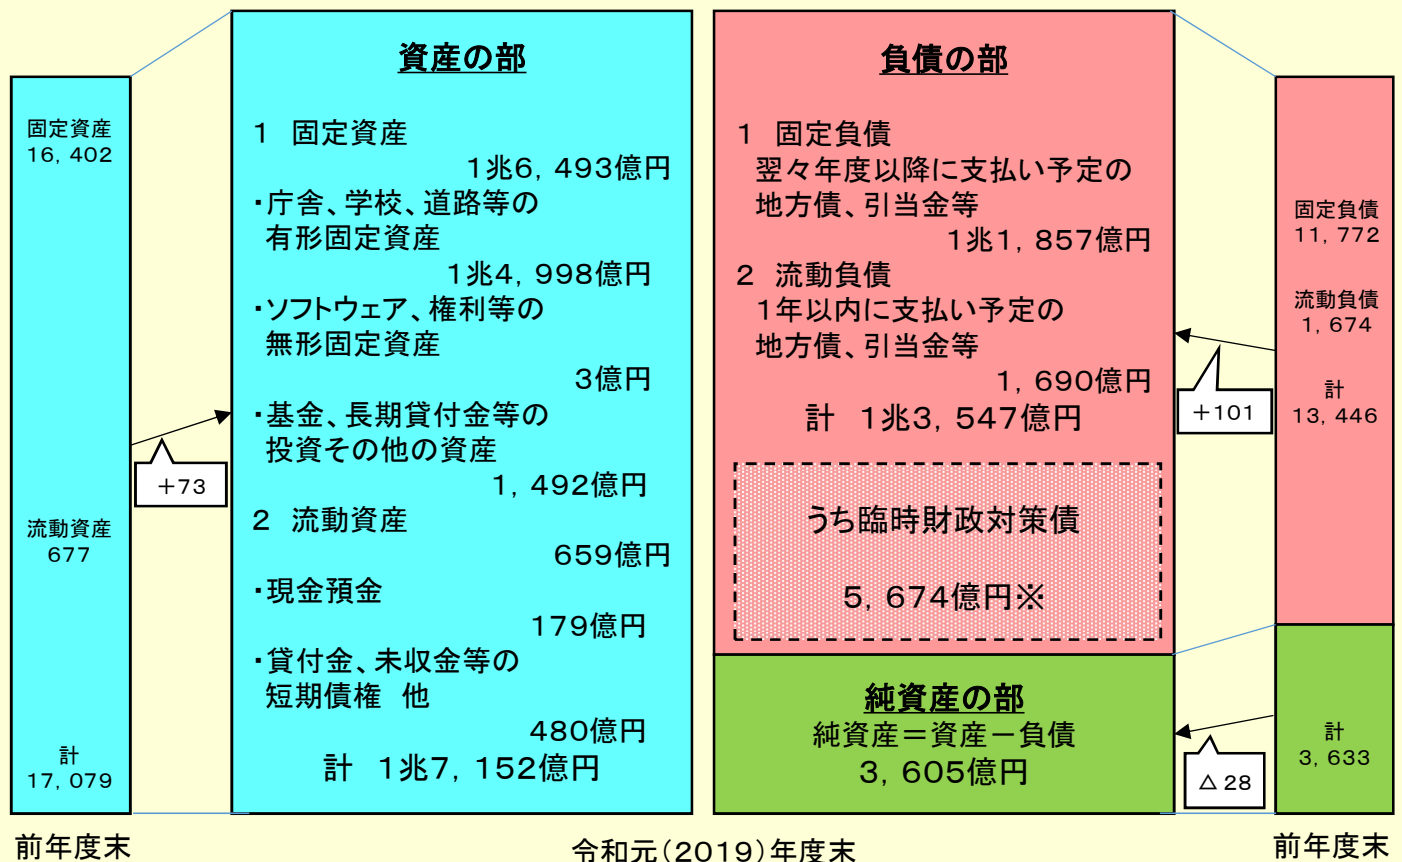 固定資産
16,402
流動資産
677
計
17,079
前年度末
+73
資産の部
1 固定資産
1兆6,493億円
・庁舎、学校、道路等の
有形固定資産
1兆4,998億円
・ソフトウェア、権利等の
無形固定資産
3億円
・基金、長期貸付金等の
投資その他の資産
1,492億円
2 流動資産
659億円
・現金預金
179億円
・貸付金、未収金等の
短期債権 他
480億円
計 1兆7,152億円
負債の部
1 固定負債
翌々年度以降に支払い予定の
地方債、引当金等
1兆1,857億円
2 流動負債
1年以内に支払い予定の
地方債、引当金等
1,690億円
計 1兆3,547億円
うち臨時財政対策債
5,674億円※
純資産の部
純資産=資産-負債
3,605億円
令和元(2019)年度末
+101
△28
固定負債
11,772
流動負債
1,674
計
13,446
計
3,633
前年度末